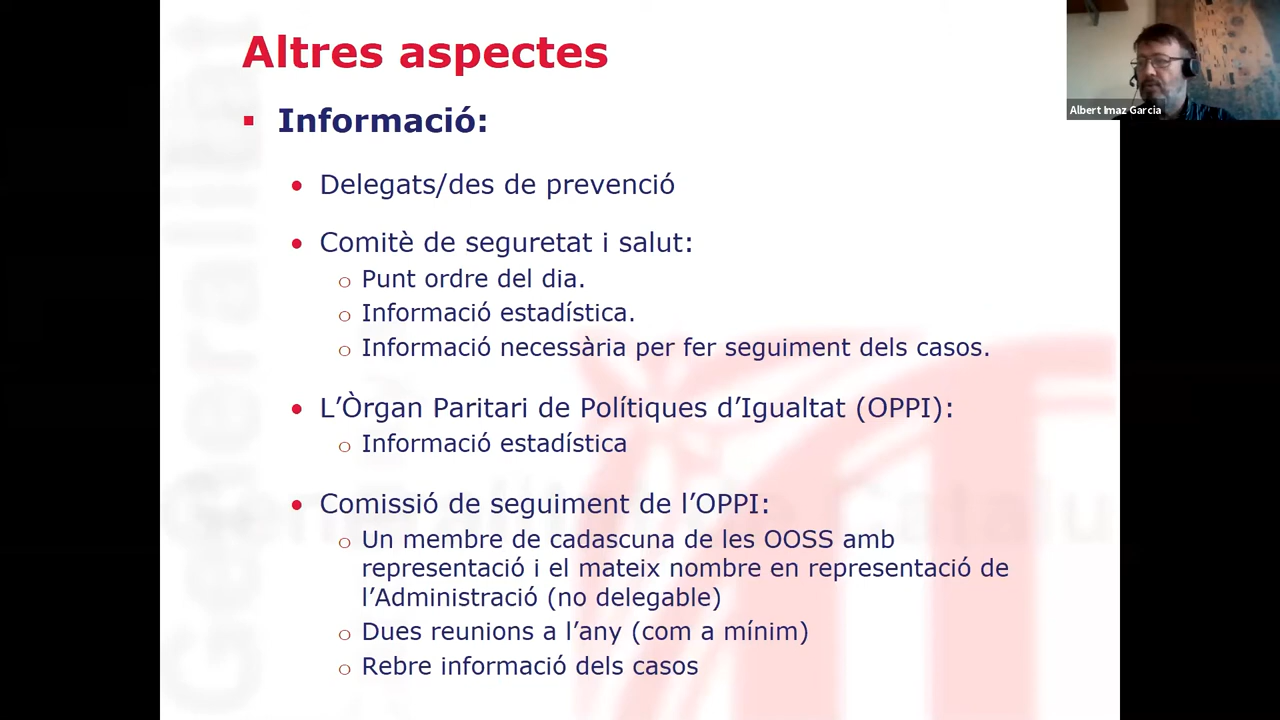 Altres aspectes
Informació:
Delegats/des de prevenció
Comitè de seguretat i salut:
Punt ordre del dia.
Informació estadística.
Informació necessària per fer seguiment dels casos.
L’Òrgan Paritari de Polítiques d’Igualtat (OPPI):
Informació estadística
Comissió de seguiment de l’OPPI:
Un membre de cadascuna de les OOSS amb
representació i el mateix nombre en representació de
l’Administració (no delegable)
Dues reunions a l’any (com a mínim)
Rebre informació dels casos
Albert Imaz Garcia
Generalitat